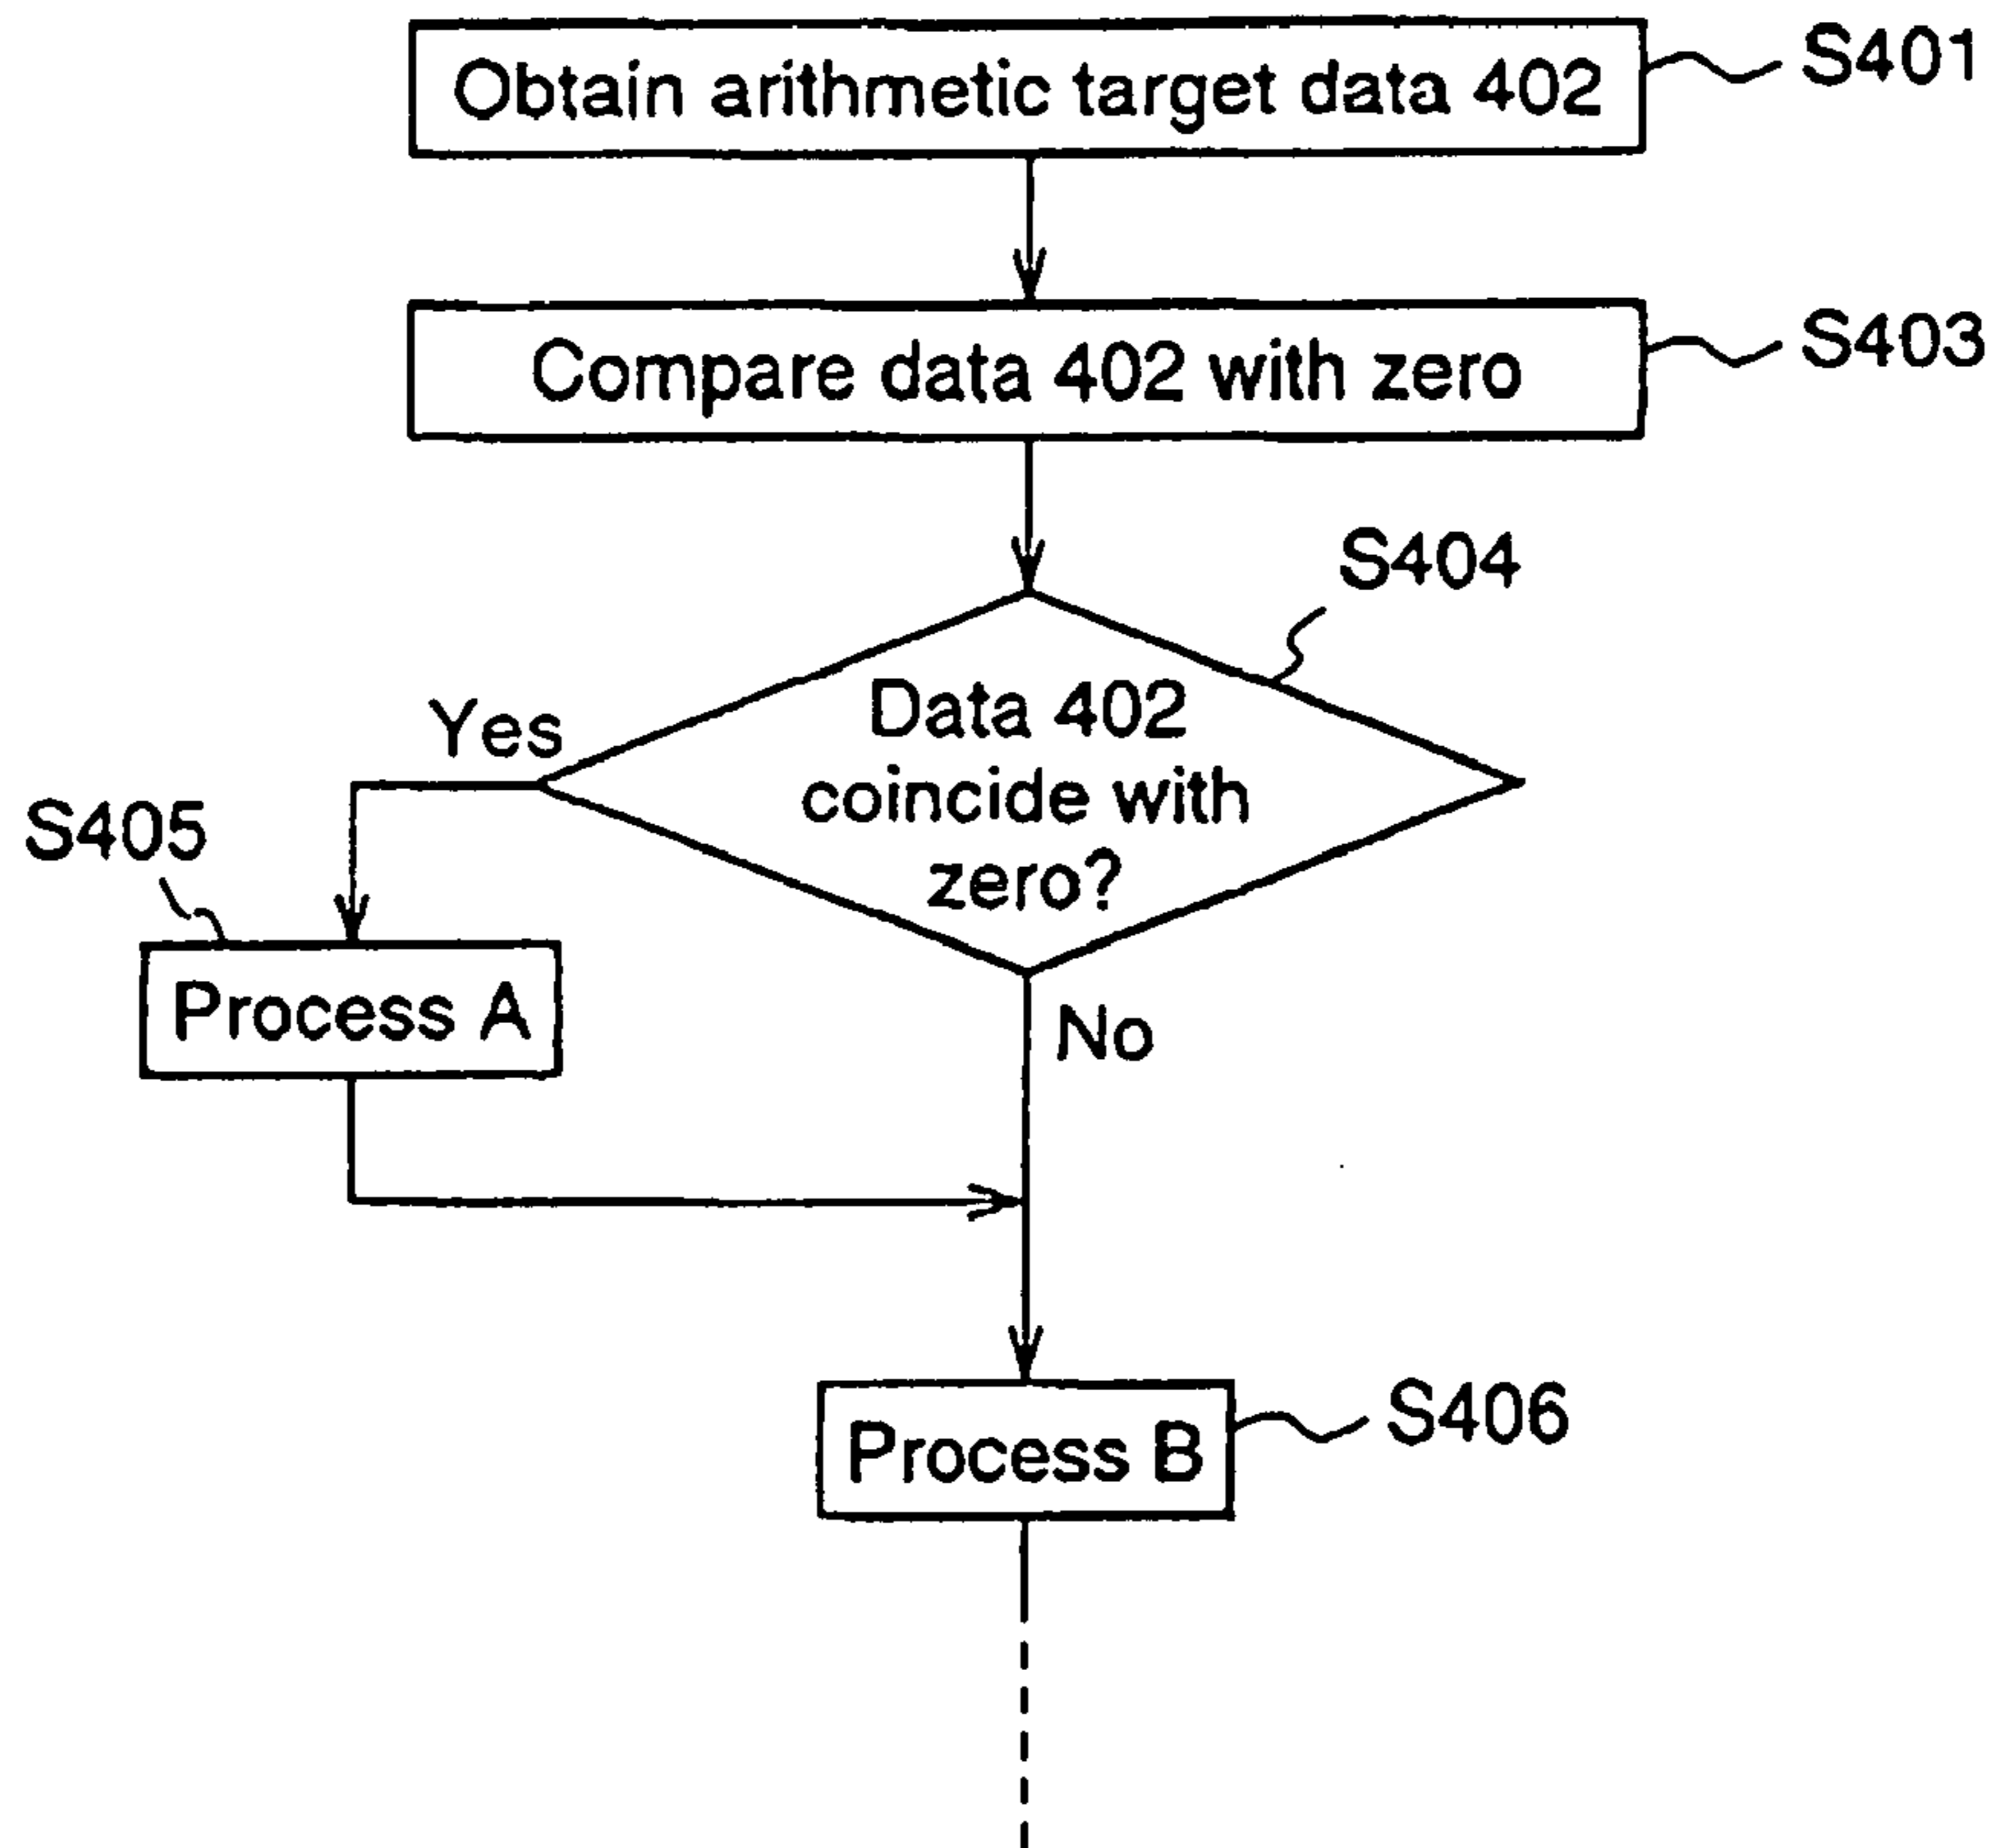 Obtain arithmetic target data 402
S401
Compare data 402 with zero
S403
S404
Data 402
coincide with
zero?
Yes
S405
Process A
No
Process B
S406